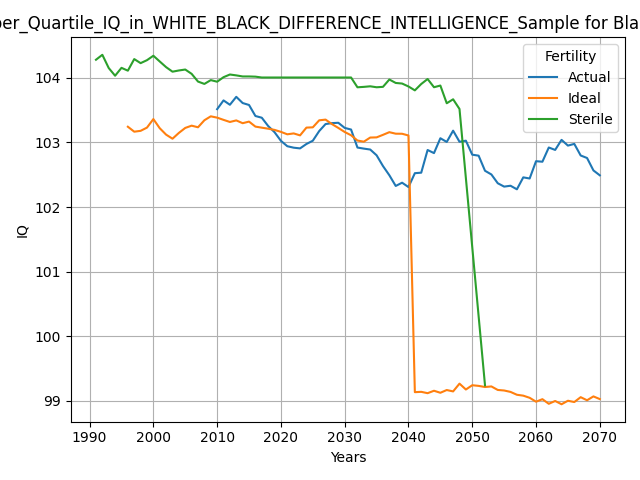 per_Quartile_IQ_in_WHITE_BLACK_DIFFERENCE_INTELLIGENCE_Sample for Bla
Fertility
Actual
Ideal
Sterile
104
103
102
101
100
99
IQ
1990 2000 2010 2020 2030 2040 2050 2060 2070
Years